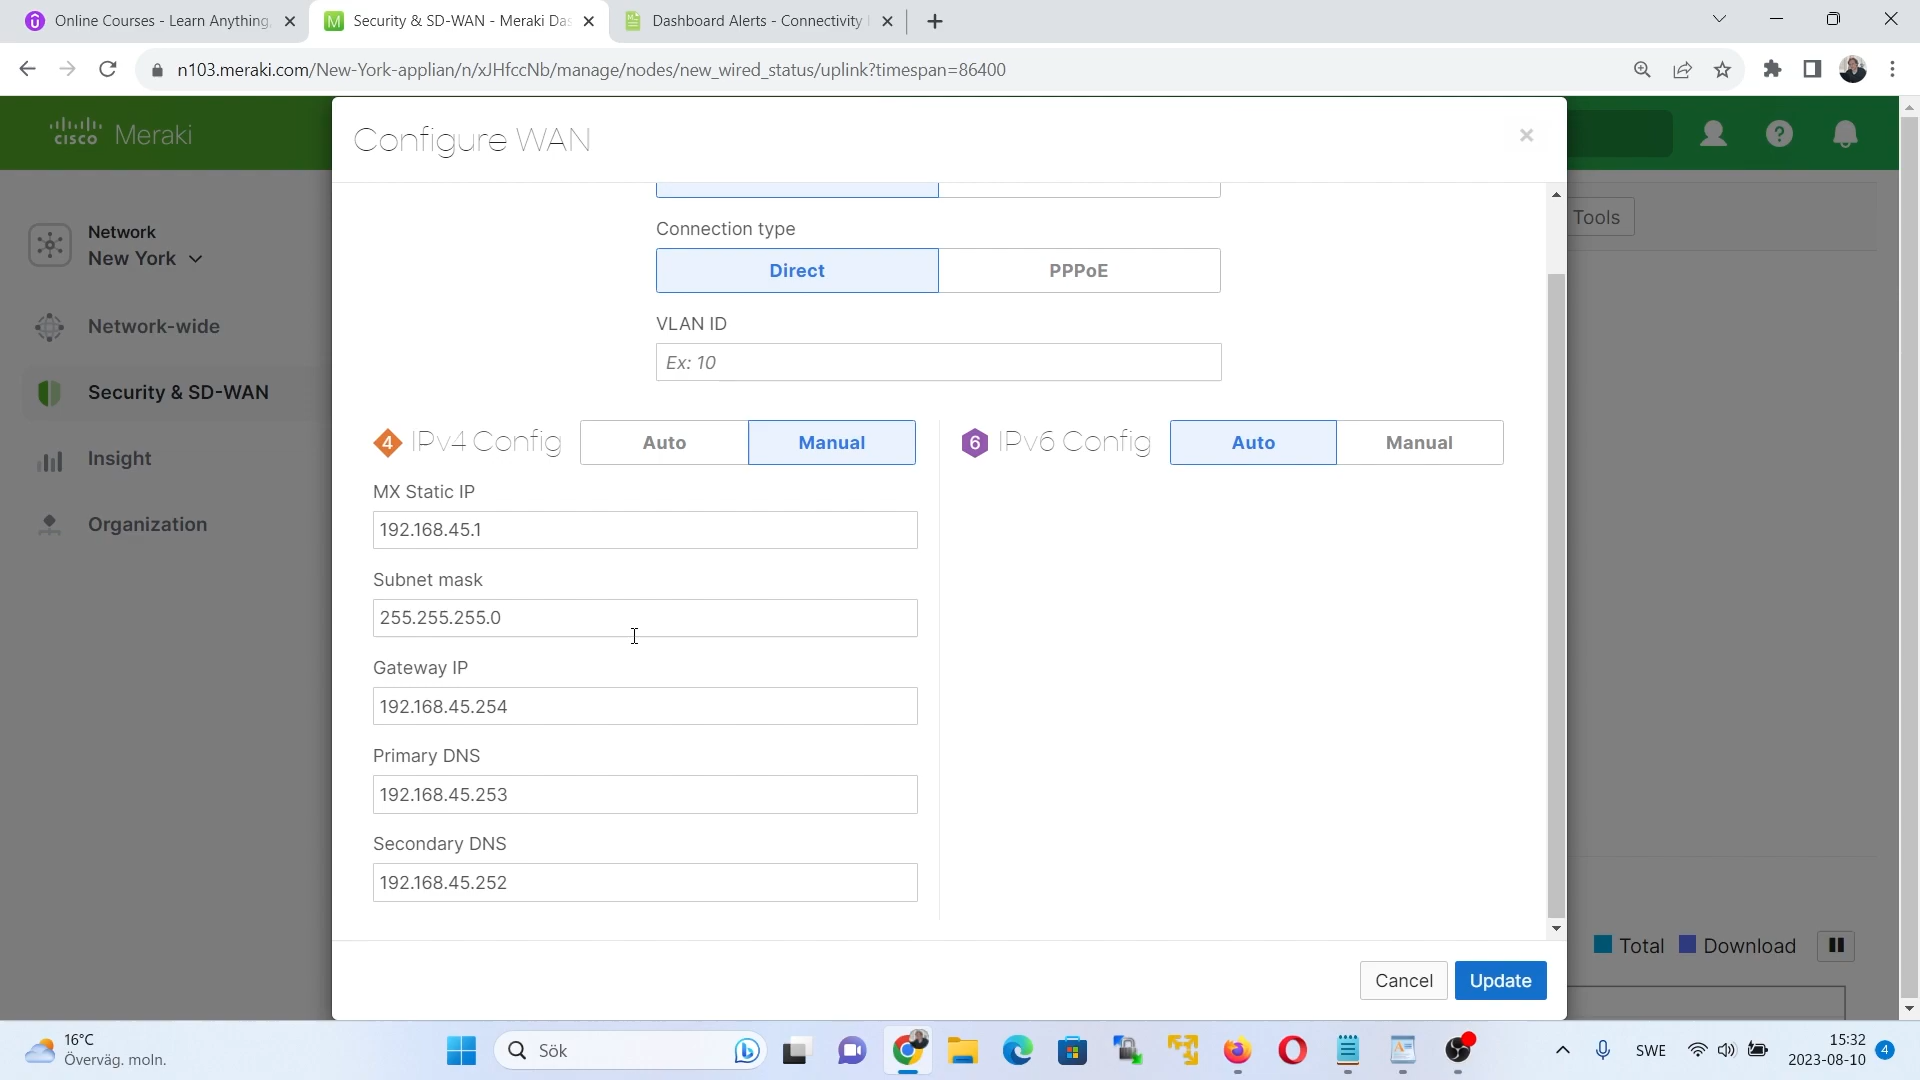 Online Courses - Learn Anything,
Security & SD-WAN - Meraki Das
Dashboard Alerts - Connectivity
n103.meraki.com/New-York-applian/n/xJHfccNb/manage/nodes/new_wired_status/uplink?timespan=86400
CISCO Meraki
Configure WAN
Tools
Network
New York
Network-wide
Security & SD-WAN
Insight
Organization
Connection type
Direct
PPPoE
VLAN ID
Ex: 10
4 IPv4 Config
Auto
Manual
6 IPv6 Config
Auto
Manual
MX Static IP
192.168.45.1
Subnet mask
255.255.255.0
Gateway IP
192.168.45.254
Primary DNS
192.168.45.253
Secondary DNS
192.168.45.252
Total
Download
Cancel
Update
16°C
Överväg. moln.
Sök
SWE
15:32
2023-08-10
4